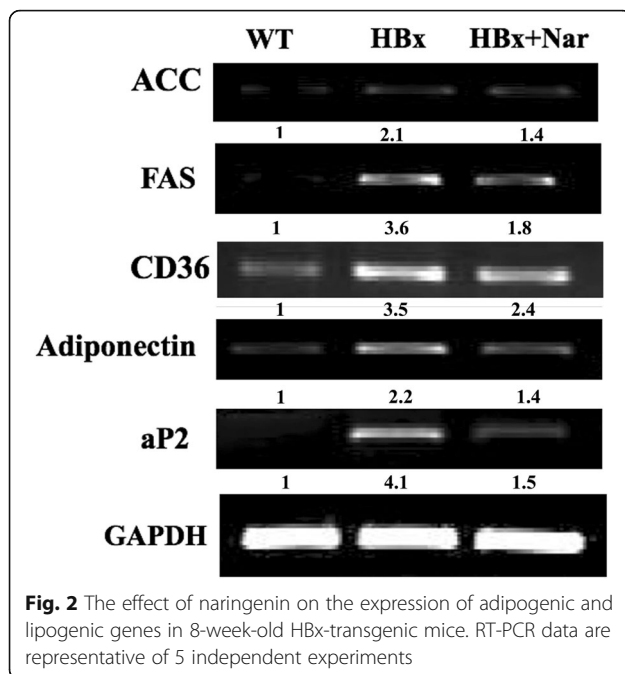 WT HBx HBx+Nar
ACC
1 2.1 1.4
FAS
1 3.6 1.8
CD36
1 3.5 2.4
Adiponectin
1 2.2 1.4
aP2
1 4.1 1.5
GAPDH
Fig. 2 The effect of naringenin on the expression of adipogenic and
lipogenic genes in 8-week-old HBx-transgenic mice. RT-PCR data are
representative of 5 independent experiments